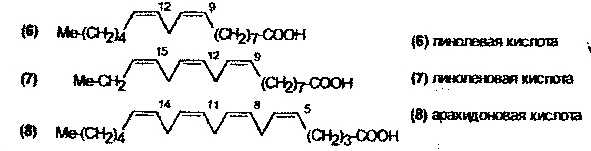 12 9
(6) Me-(CH₂)₄ (CH₂)₇-COOH (6) линолевая кислота
15 12 9
(7) Me-CH₂ (CH₂)₇-COOH (7) линоленовая кислота
14 11 8 5
(8) Me-(CH₂)₄ (CH₂)₃-COOH (8) арахидоновая кислота